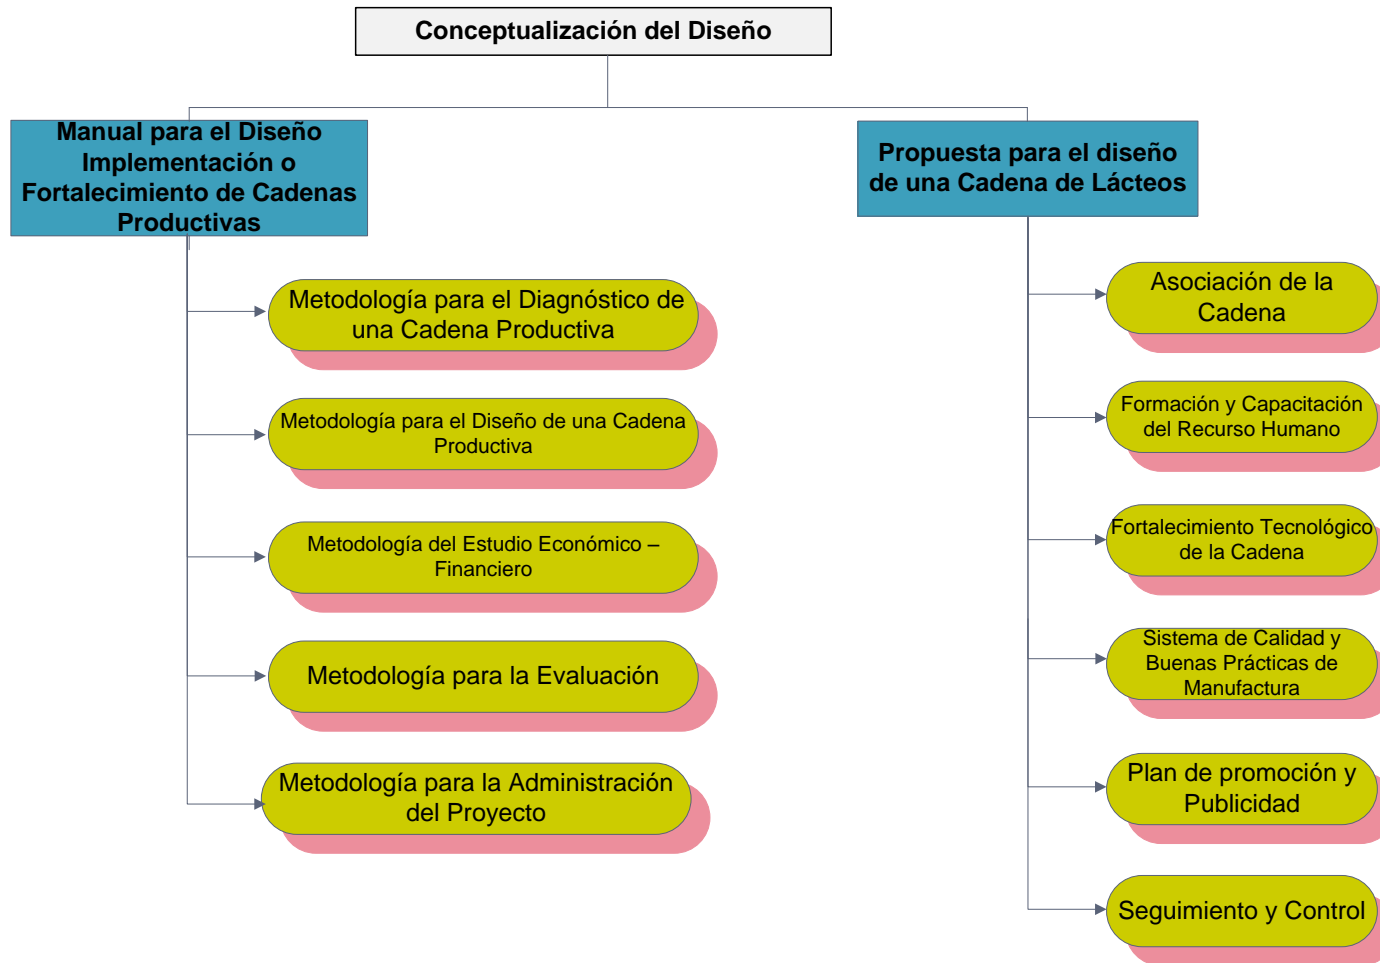 Conceptualización del Diseño
Manual para el Diseño
Implementación o
Fortalecimiento de Cadenas
Productivas
Metodología para el Diagnóstico de
una Cadena Productiva
Metodología para el Diseño de una Cadena
Productiva
Metodología del Estudio Económico –
Financiero
Metodología para la Evaluación
Metodología para la Administración
del Proyecto
Propuesta para el diseño
de una Cadena de Lácteos
Asociación de la
Cadena
Formación y Capacitación
del Recurso Humano
Fortalecimiento Tecnológico
de la Cadena
Sistema de Calidad y
Buenas Prácticas de
Manufactura
Plan de promoción y
Publicidad
Seguimiento y Control